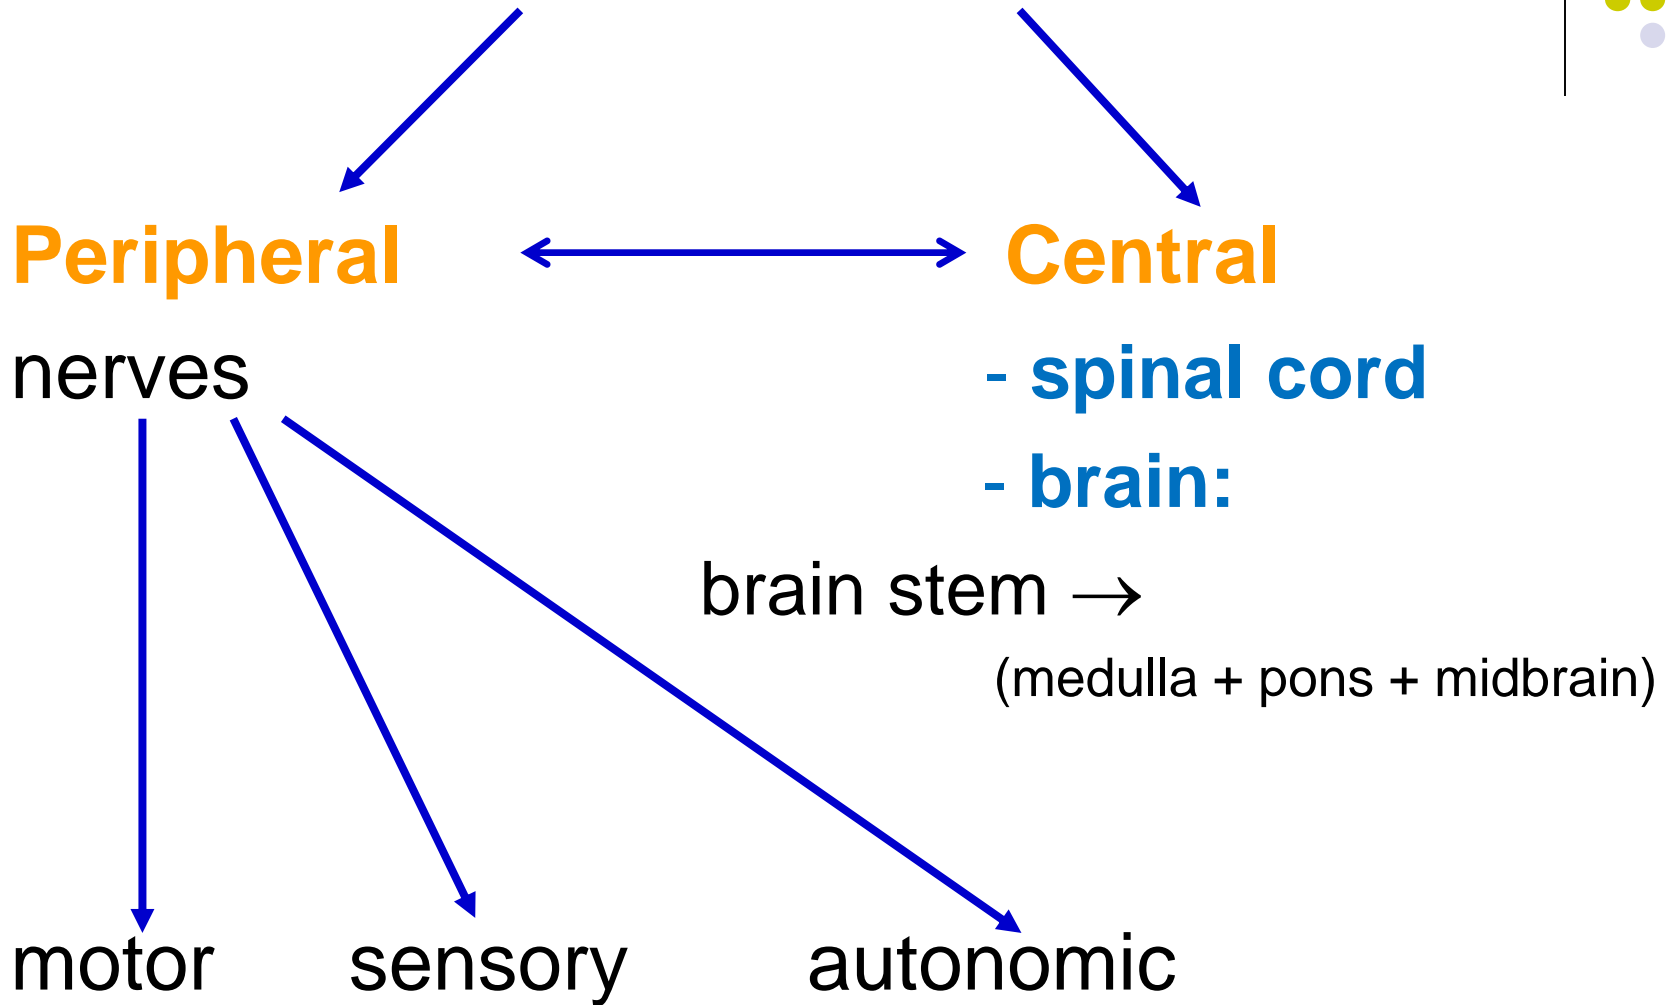 Peripheral Central
nerves - spinal cord
- brain:
brain stem →
(medulla + pons + midbrain)
motor sensory autonomic